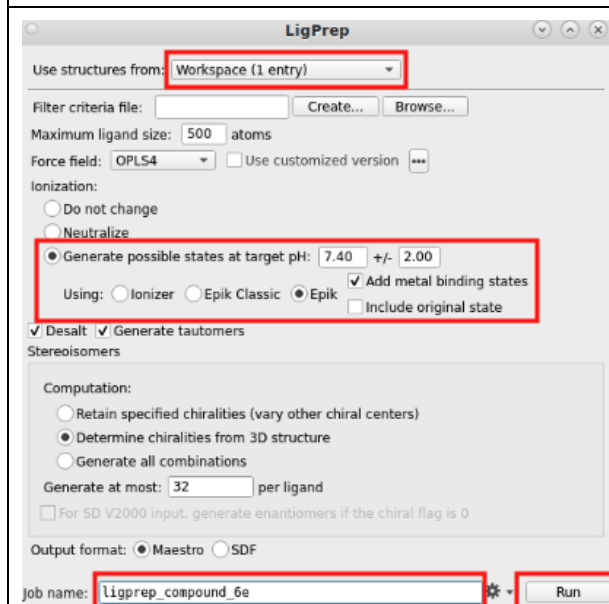 LigPrep
Use structures from: Workspace (1 entry)
Filter criteria file: Create... Browse...
Maximum ligand size: 500 atoms
Force field: OPLS4 Use customized version ...
Ionization:
Do not change
Neutralize
Generate possible states at target pH: 7.40 +/- 2.00
Add metal binding states
Using: Ionizer Epik Classic Epik
Include original state
Desalt Generate tautomers
Stereoisomers
Computation:
Retain specified chiralities (vary other chiral centers)
Determine chiralities from 3D structure
Generate all combinations
Generate at most: 32 per ligand
For SD V2000 input, generate enantiomers if the chiral flag is 0
Output format: Maestro SDF
Job name: ligprep_compound_6e Run